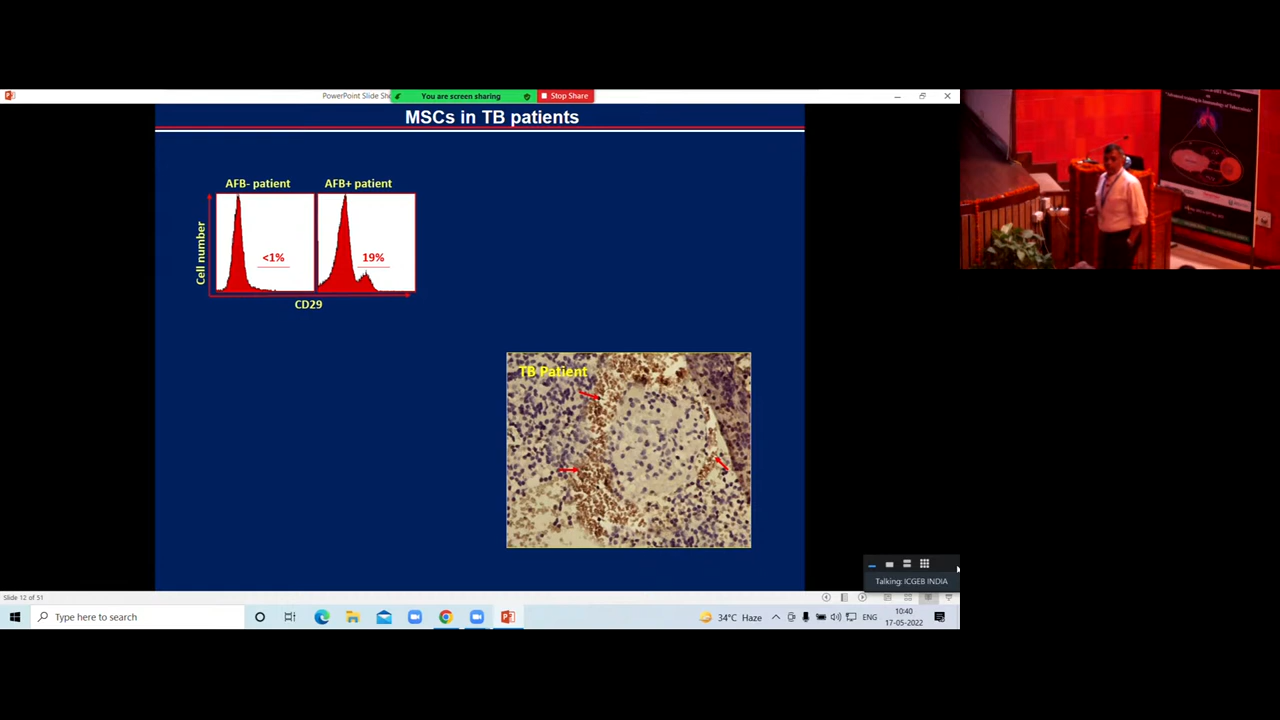 PowerPoint Slide Sh
You are screen sharing
Stop Share
MSCs in TB patients
AFB- patient
AFB+ patient
Cell number
<1%
19%
CD29
TB Patient
Talking: ICGEB INDIA
Slide 12 of 51
Type here to search
34°C Haze
ENG
10:40
17-05-2022